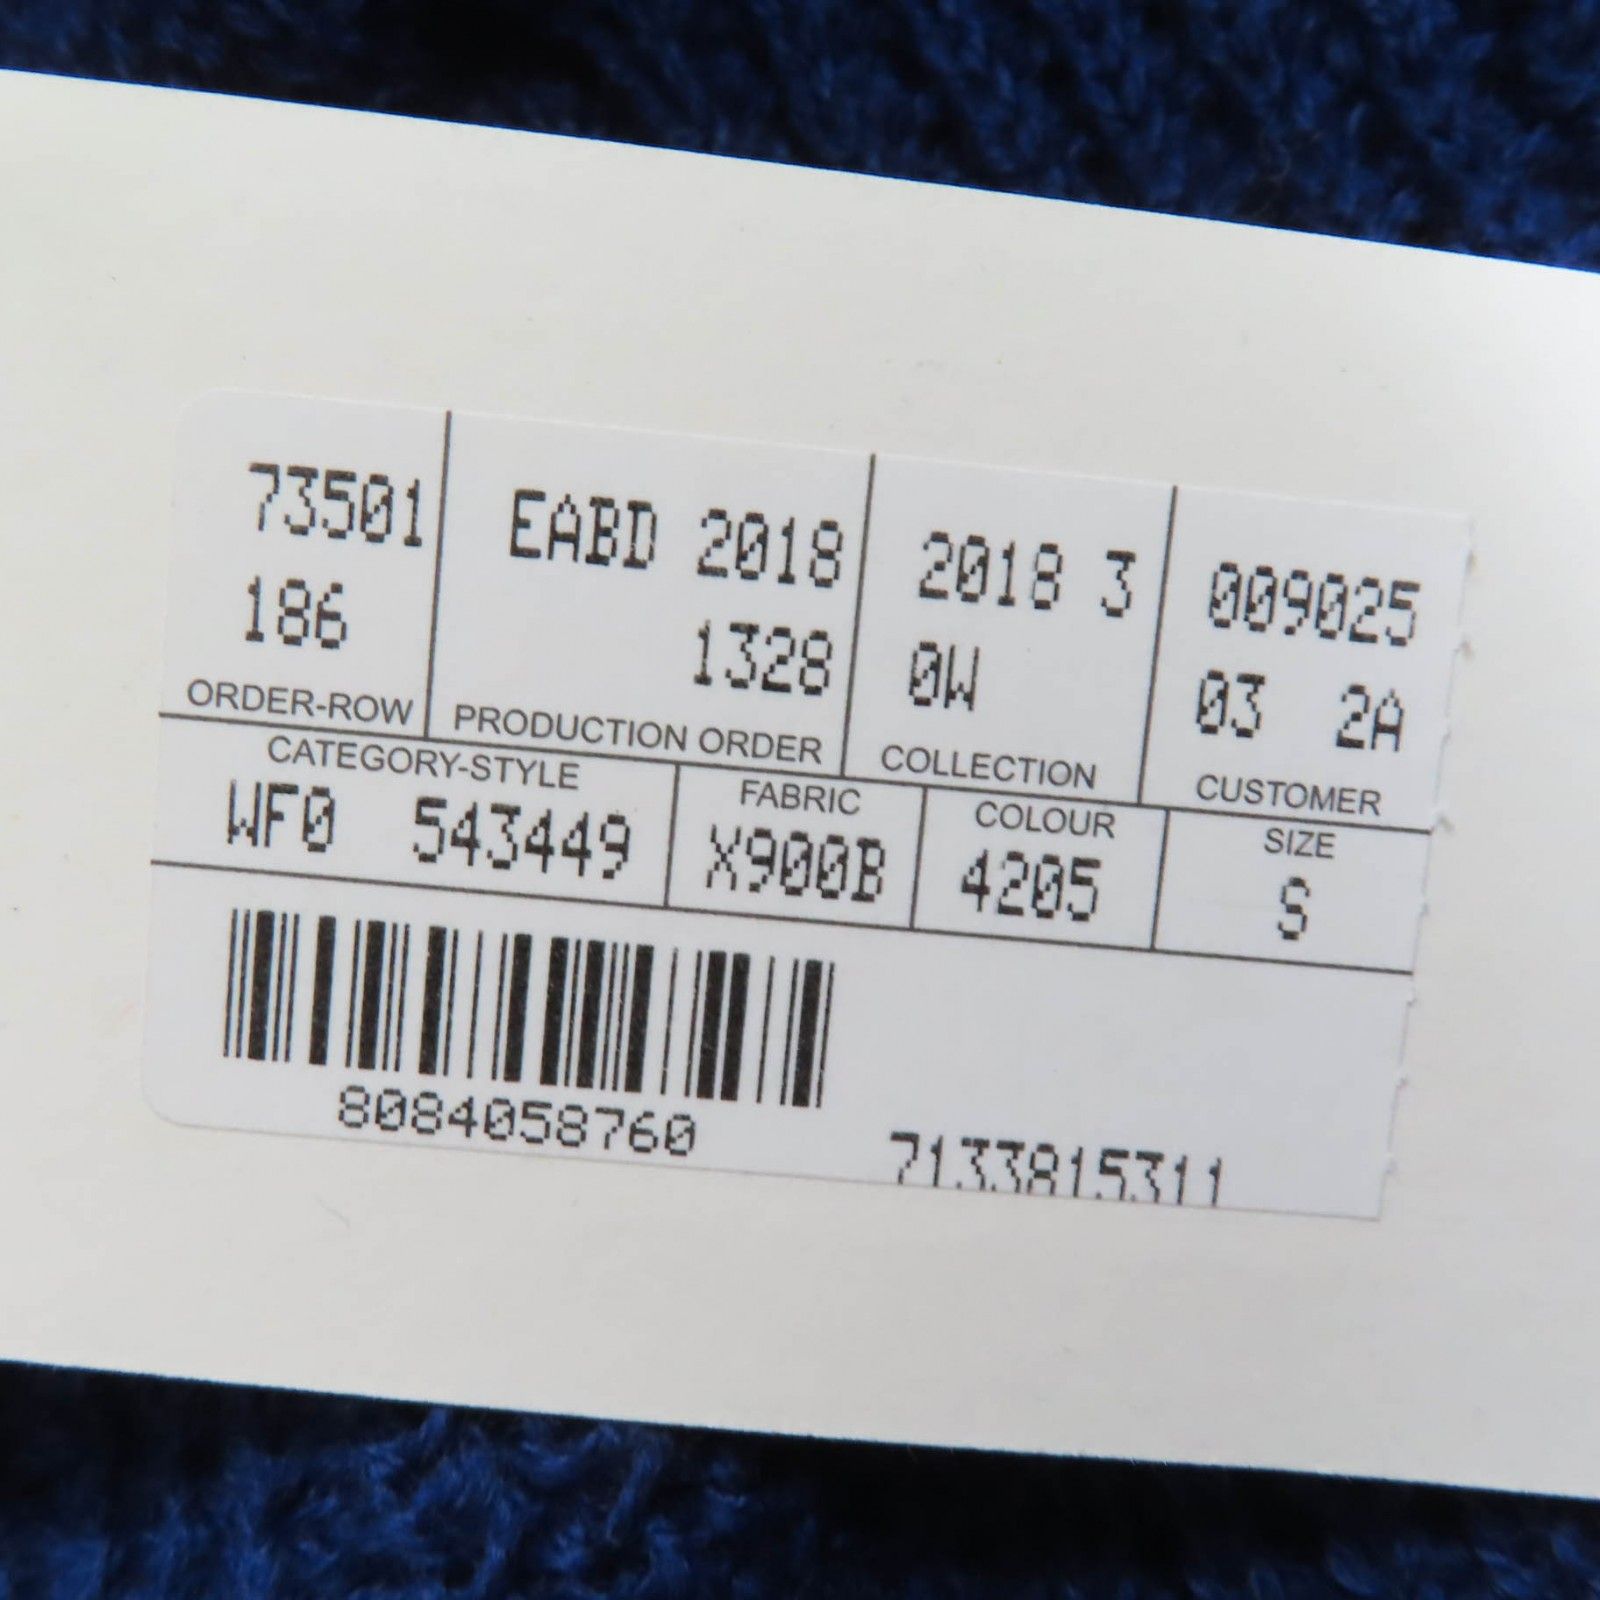 73501 EABD 2018 2018 3 009025
186 1328 0W 03 2A
ORDER-ROW PRODUCTION ORDER COLLECTION CUSTOMER
CATEGORY-STYLE FABRIC COLOUR SIZE
WF0 543449 X900B 4205 S
8084058760 7133815311